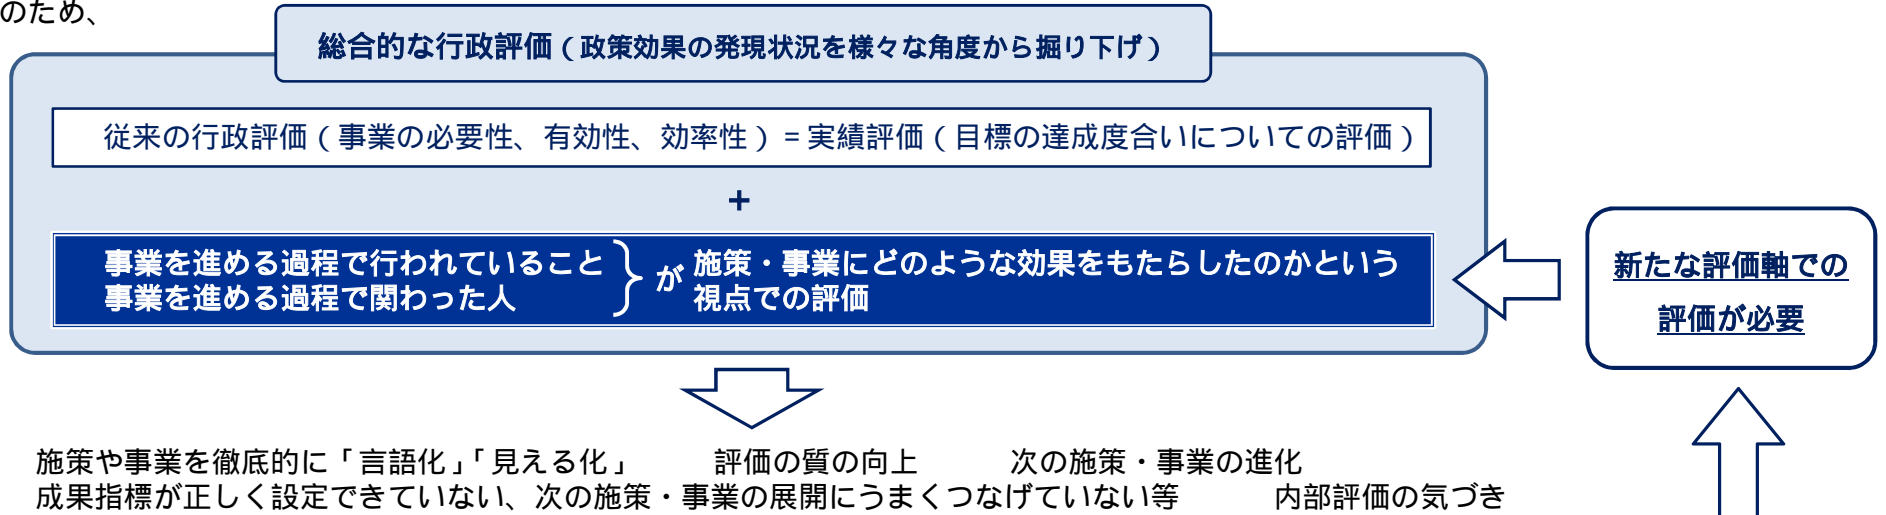 のため、
総合的な行政評価（政策効果の発現状況を様々な角度から掘り下げ）
従来の行政評価（事業の必要性、有効性、効率性）＝実績評価（目標の達成度合いについての評価）
+
事業を進める過程で行われていること
事業を進める過程で関わった人
が
施策・事業にどのような効果をもたらしたのかという
視点での評価
新たな評価軸での
評価が必要
施策や事業を徹底的に「言語化」「見える化」　評価の質の向上　次の施策・事業の進化
成果指標が正しく設定できていない、次の施策・事業の展開にうまくつなげていない等　内部評価の気づき